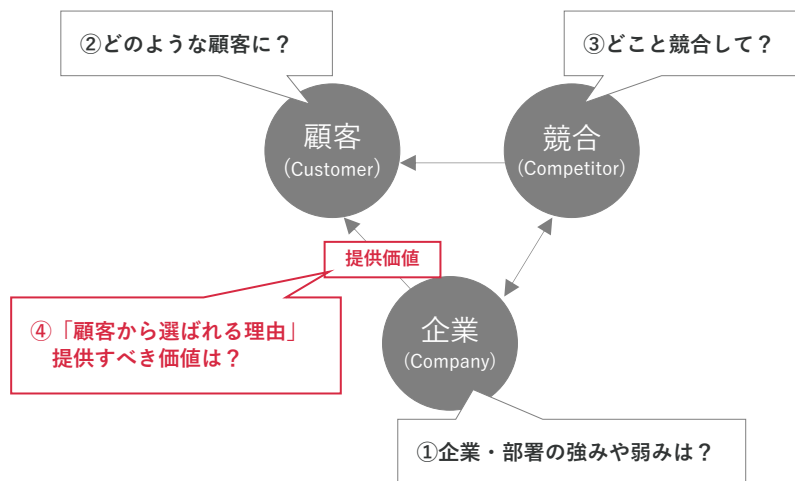 ②どのような顧客に？
③どこと競合して？
顧客
(Customer)
競合
(Competitor)
提供価値
④「顧客から選ばれる理由」
提供すべき価値は？
企業
(Company)
①企業・部署の強みや弱みは？